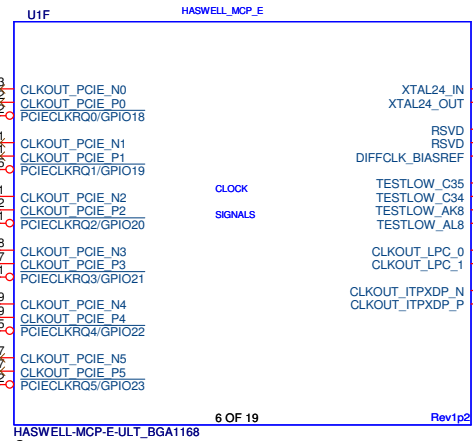 U1F
HASWELL_MCP_E
CLKOUT_PCIE_N0
CLKOUT_PCIE_P0
PCIECLKRQ0/GPIO18
CLKOUT_PCIE_N1
CLKOUT_PCIE_P1
PCIECLKRQ1/GPIO19
CLKOUT_PCIE_N2
CLKOUT_PCIE_P2
PCIECLKRQ2/GPIO20
CLKOUT_PCIE_N3
CLKOUT_PCIE_P3
PCIECLKRQ3/GPIO21
CLKOUT_PCIE_N4
CLKOUT_PCIE_P4
PCIECLKRQ4/GPIO22
CLKOUT_PCIE_N5
CLKOUT_PCIE_P5
PCIECLKRQ5/GPIO23
CLOCK
SIGNALS
XTAL24_IN
XTAL24_OUT
RSVD
RSVD
DIFFCLK_BIASREF
TESTLOW_C35
TESTLOW_C34
TESTLOW_AK8
TESTLOW_AL8
CLKOUT_LPC_0
CLKOUT_LPC_1
CLKOUT_ITPXDP_N
CLKOUT_ITPXDP_P
6 OF 19
Rev1p2
HASWELL-MCP-E-ULT_BGA1168